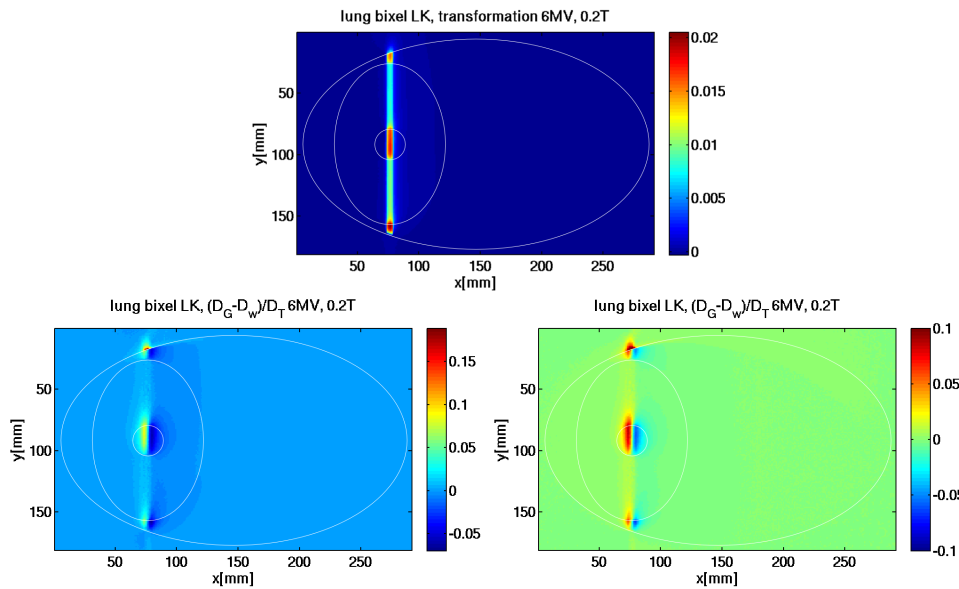 lung bixel LK, transformation 6MV, 0.2T
0.02
0.015
0.01
0.005
0
50
100
150
y[mm]
50 100 150 200 250
x[mm]
lung bixel LK, (D_G-D_w)/D_T 6MV, 0.2T
0.15
0.1
0.05
0
-0.05
50
100
150
y[mm]
50 100 150 200 250
x[mm]
lung bixel LK, (D_G-D_w)/D_T 6MV, 0.2T
0.1
0.05
0
-0.05
-0.1
50
100
150
y[mm]
50 100 150 200 250
x[mm]